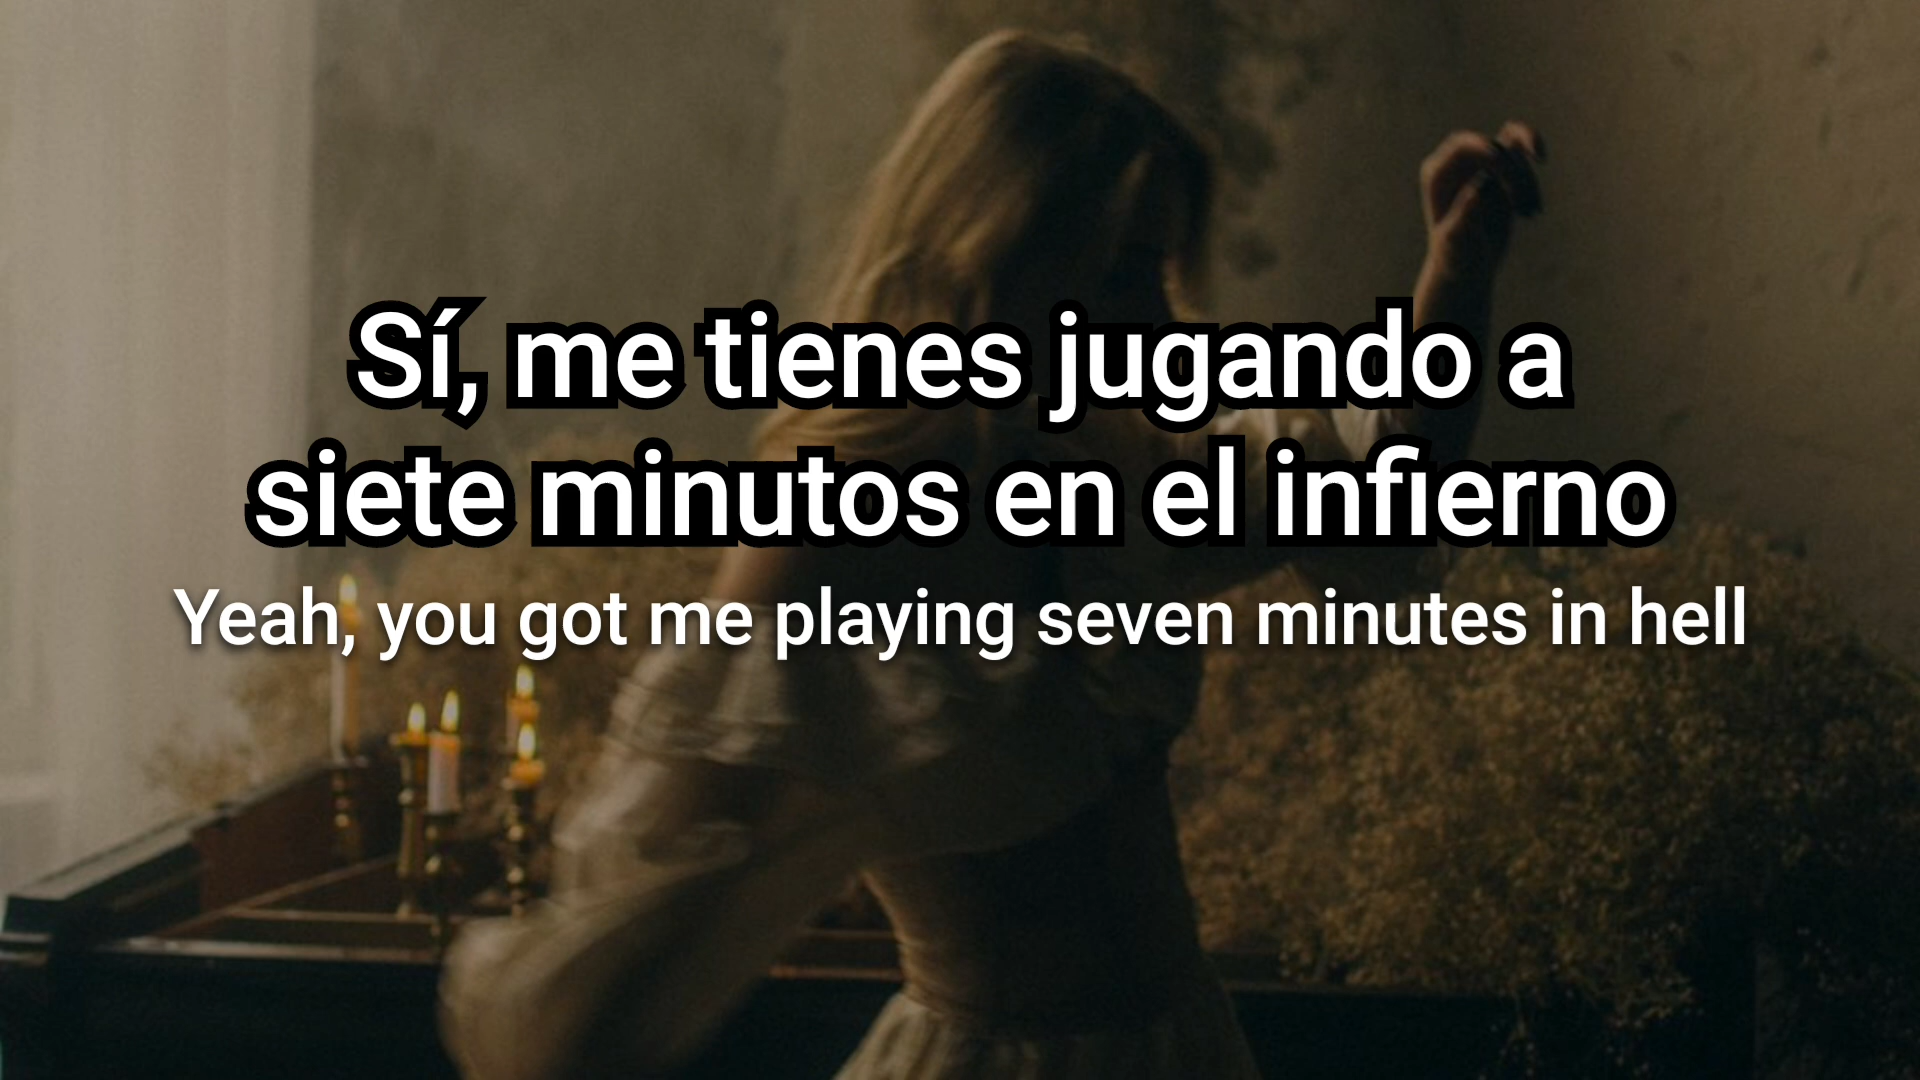 Sí, me tienes jugando a
siete minutos en el infierno
Yeah, you got me playing seven minutes in hell